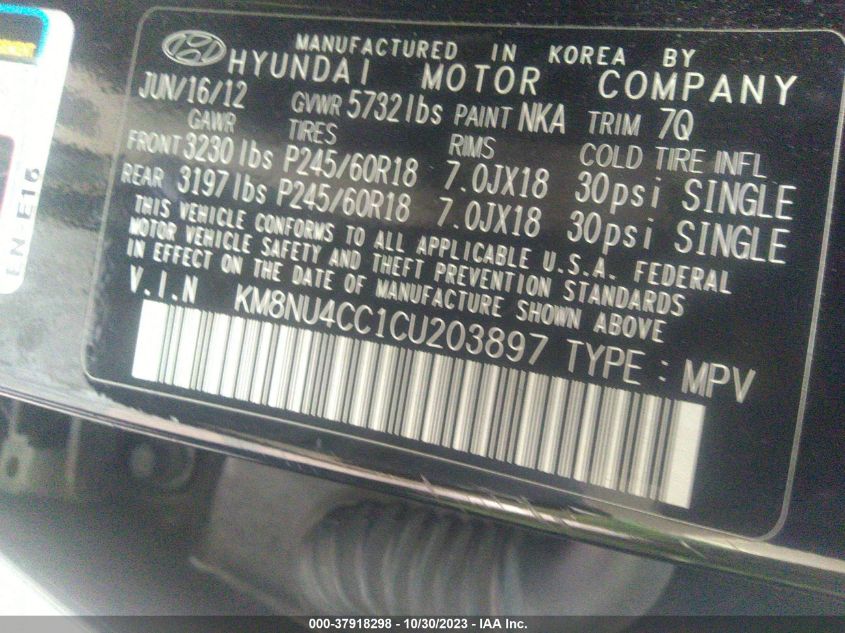 MANUFACTURED IN KOREA BY
HYUNDAI MOTOR COMPANY
JUN/16/12 GVWR 5732lbs PAINT NKA TRIM 7Q
GAWR TIRES RIMS COLD TIRE INFL
FRONT 3230lbs P245/60R18 7.0JX18 30psi SINGLE
REAR 3197lbs P245/60R18 7.0JX18 30psi SINGLE
THIS VEHICLE CONFORMS TO ALL APPLICABLE U.S.A. FEDERAL
MOTOR VEHICLE SAFETY AND THEFT PREVENTION STANDARDS
IN EFFECT ON THE DATE OF MANUFACTURE SHOWN ABOVE
V.I.N KM8NU4CC1CU203897 TYPE : MPV
EN-E16
000-37918298 - 10/30/2023 - IAA Inc.